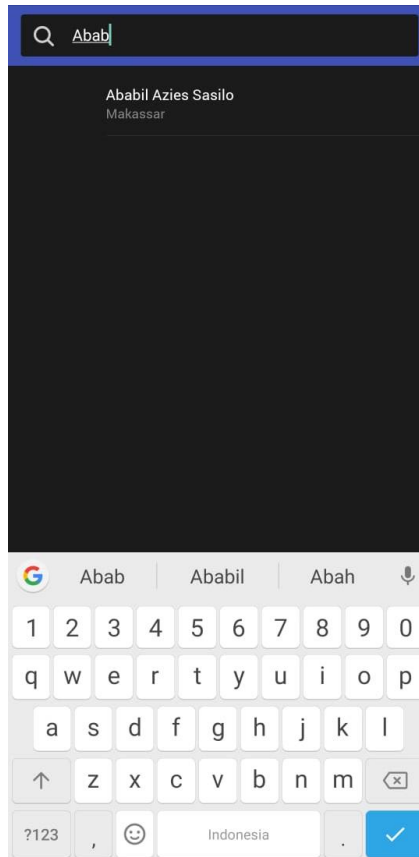 Abab
Ababil Azies Sasilo
Makassar
G Abab Ababil Abah
1 2 3 4 5 6 7 8 9 0
q w e r t y u i o p
a s d f g h j k l
z x c v b n m
?123 , Indonesia .